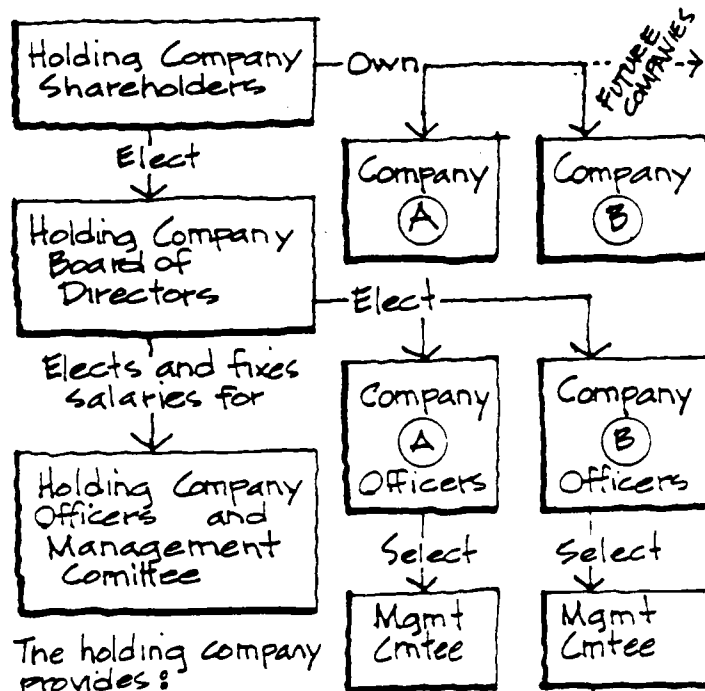 Holding Company
Shareholders
Own
FUTURE
COMPANIES
Elect
Company
A
Company
B
Holding Company
Board of
Directors
Elect
Elects and fixes
salaries for
Company
A
Officers
Company
B
Officers
Holding Company
Officers and
Management
Comittee
Select
Select
Mgmt
Cmtee
Mgmt
Cmtee
The holding company
provides: